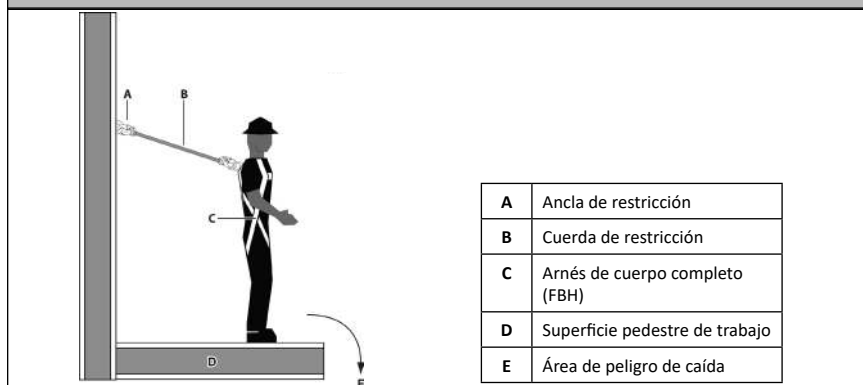 A
B
C
D
E
A Ancla de restricción
B Cuerda de restricción
C Arnés de cuerpo completo
(FBH)
D Superficie pedestre de trabajo
E Área de peligro de caída